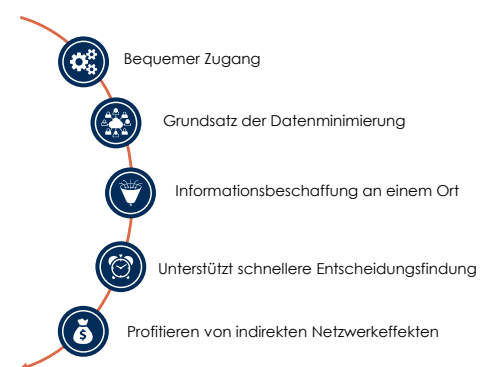 Bequemer Zugang
Grundsatz der Datenminimierung
Informationsbeschaffung an einem Ort
Unterstützt schnellere Entscheidungsfindung
Profitieren von indirekten Netzwerkeffekten
$